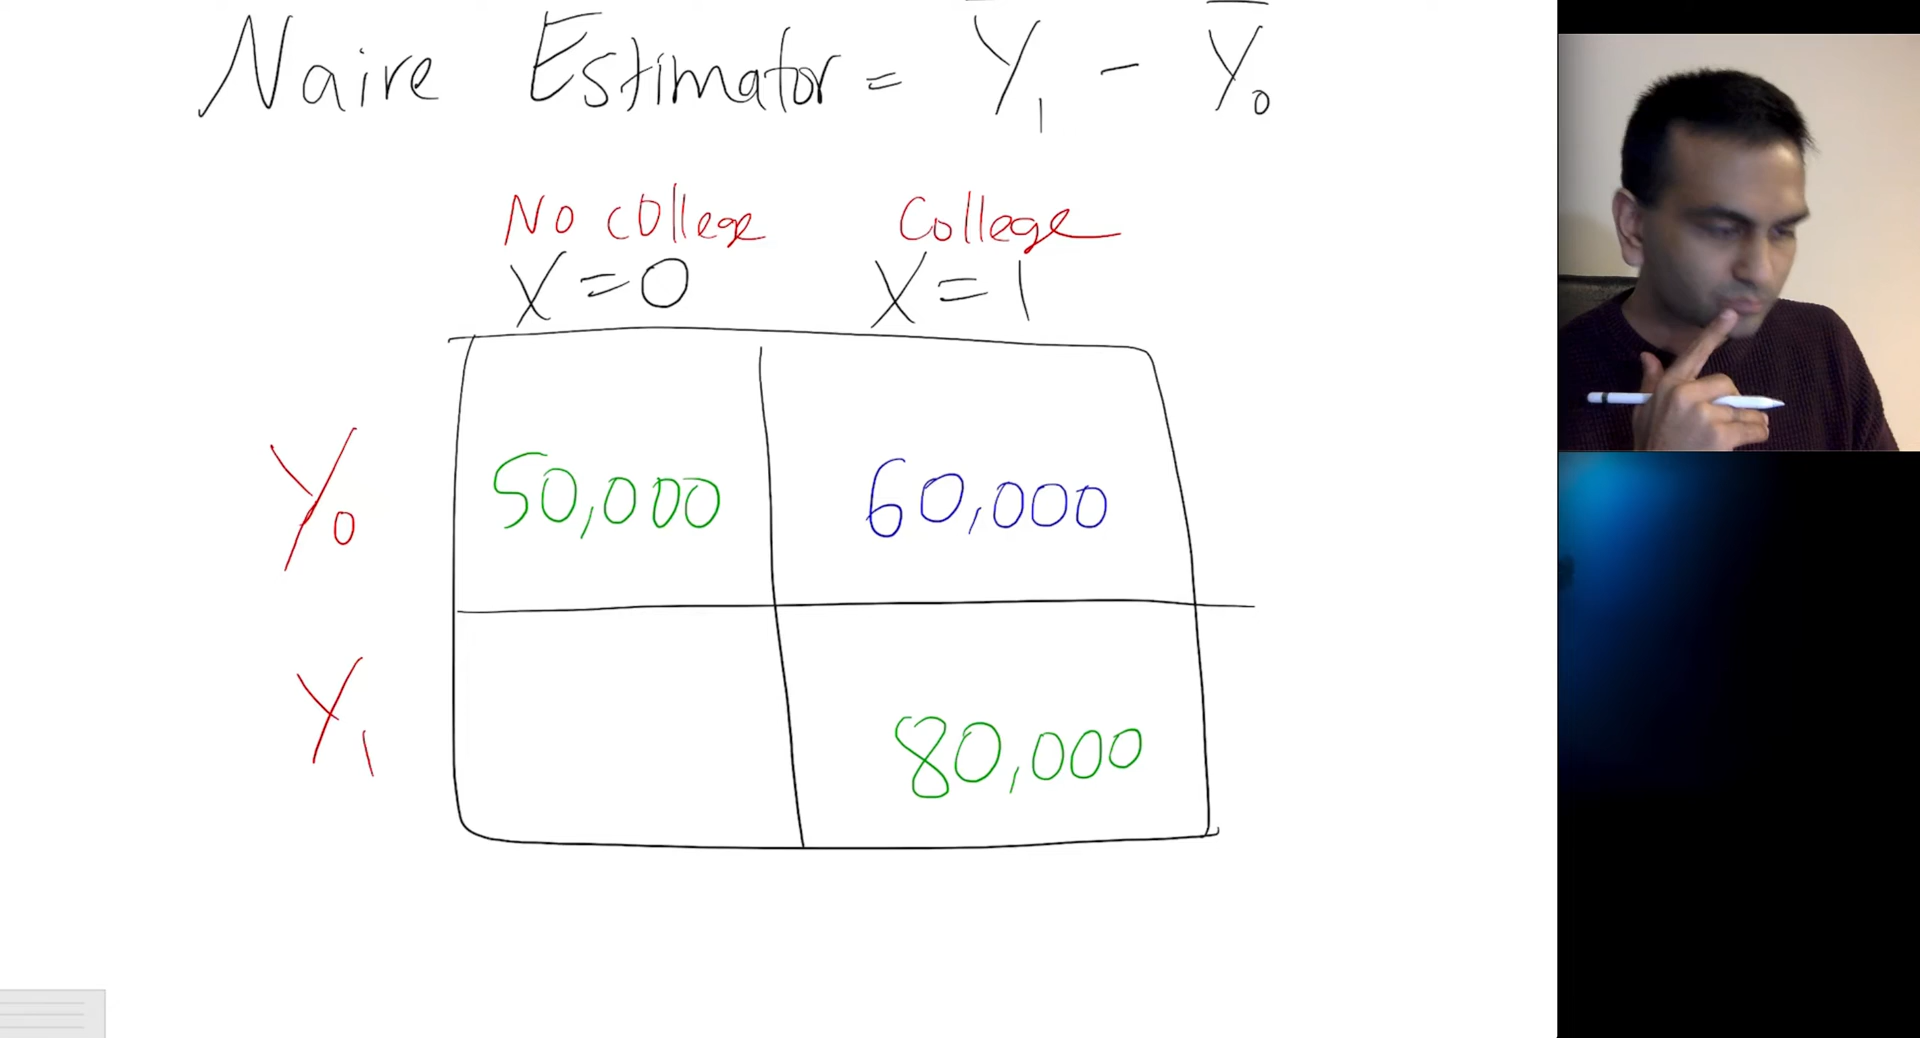 Naive Estimator = Y̅₁ - Y̅₀
No college College
X=0 X=1
Y₀ 50,000 60,000
Y₁ 80,000